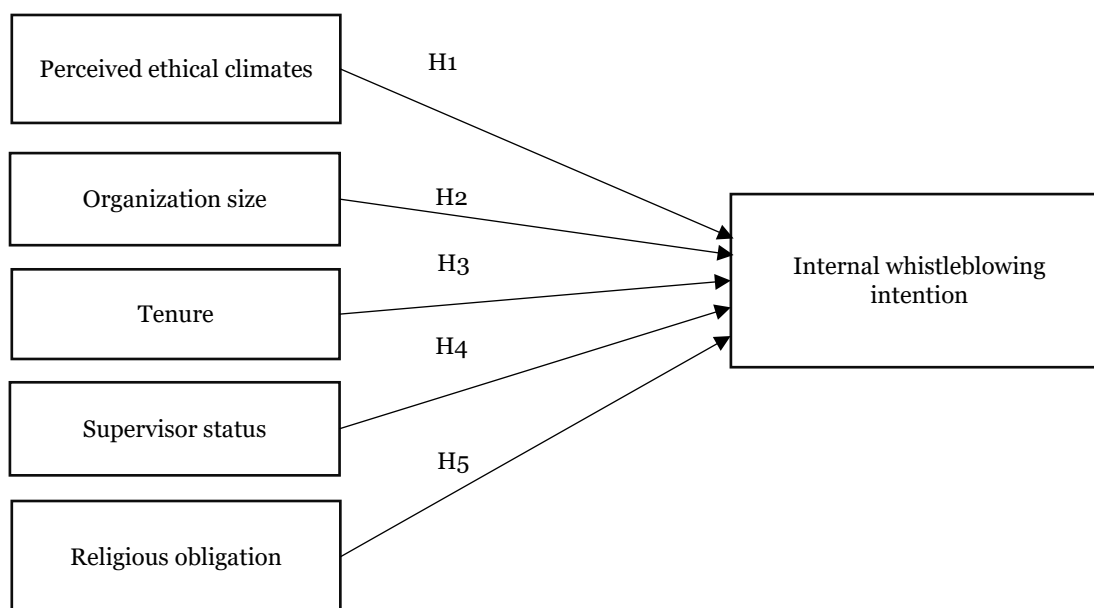 Perceived ethical climates
H1
Organization size
H2
H3
Tenure
Internal whistleblowing
intention
H4
Supervisor status
H5
Religious obligation